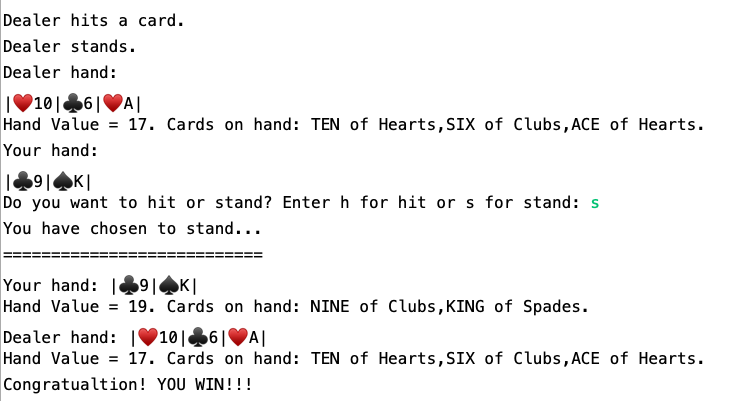 Dealer hits a card.
Dealer stands.
Dealer hand:
|♥10|♣6|♥A|
Hand Value = 17. Cards on hand: TEN of Hearts,SIX of Clubs,ACE of Hearts.
Your hand:
|♣9|♠K|
Do you want to hit or stand? Enter h for hit or s for stand: s
You have chosen to stand...
===========================
Your hand: |♣9|♠K|
Hand Value = 19. Cards on hand: NINE of Clubs,KING of Spades.
Dealer hand: |♥10|♣6|♥A|
Hand Value = 17. Cards on hand: TEN of Hearts,SIX of Clubs,ACE of Hearts.
Congratualtion! YOU WIN!!!